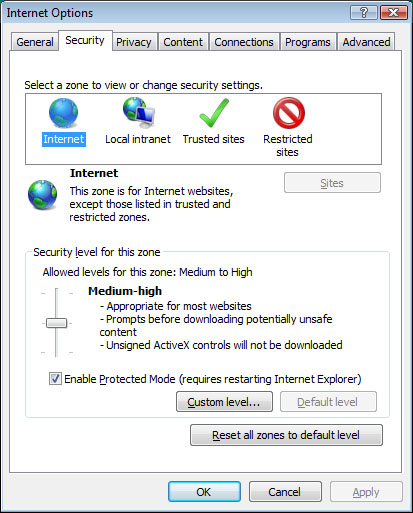 Internet Options
?
General Security Privacy Content Connections Programs Advanced
Select a zone to view or change security settings.
Internet Local intranet Trusted sites Restricted
sites
Internet
Sites
This zone is for Internet websites,
except those listed in trusted and
restricted zones.
Security level for this zone
Allowed levels for this zone: Medium to High
Medium-high
- Appropriate for most websites
- Prompts before downloading potentially unsafe
content
- Unsigned ActiveX controls will not be downloaded
Enable Protected Mode (requires restarting Internet Explorer)
Custom level... Default level
Reset all zones to default level
OK Cancel Apply